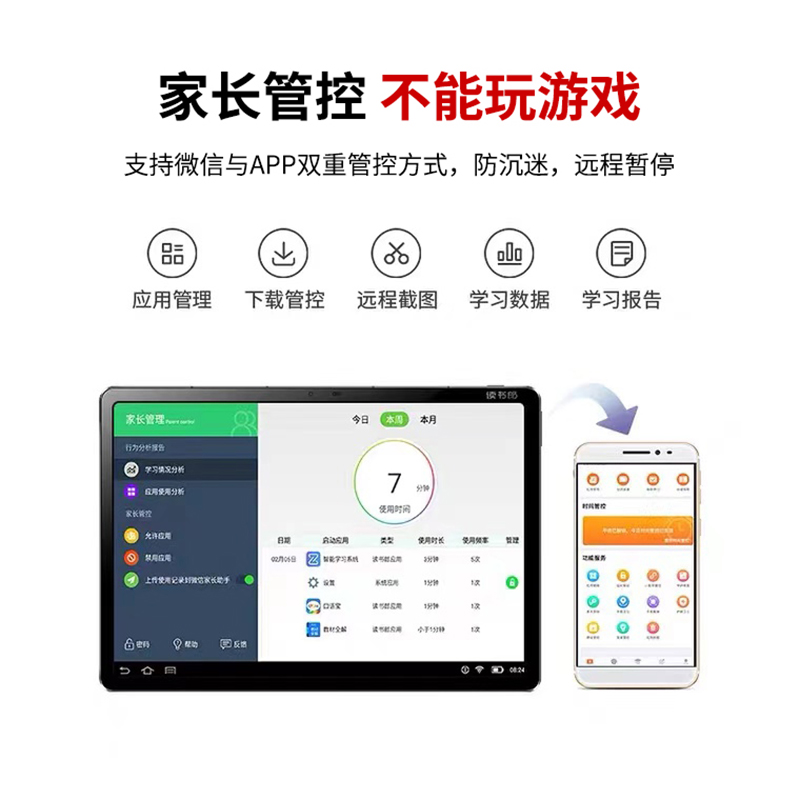 家长管控 不能玩游戏
支持微信与APP双重管控方式，防沉迷，远程暂停
应用管理 下载管控 远程截图 学习数据 学习报告
读书郎
家长管理 Parent control
今日 本周 本月
行为分析报告
学习情况分析
应用使用分析
家长管控
允许应用
禁用应用
上传使用记录到微信家长助手
密码 帮助 反馈
7 分钟
使用时间
日期 启动应用 类型 使用时长 使用频率 管理
02月05日 智能学习系统 读书郎应用 2分钟 5次
设置 系统应用 1分钟 1次
口语宝 读书郎应用 1分钟 1次
教材全解 读书郎应用 小于1分钟 1次
08:24
时间管控
功能服务